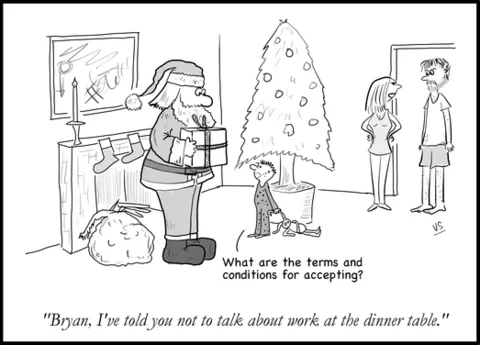 What are the terms and
conditions for accepting?
VS
"Bryan, I've told you not to talk about work at the dinner table."